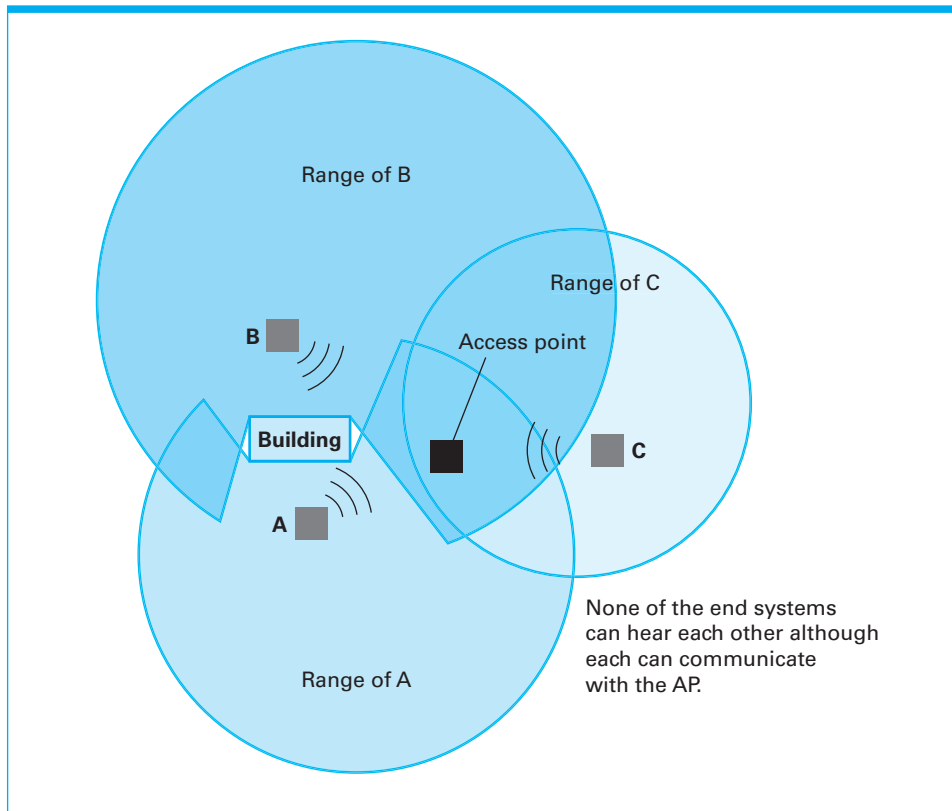 Range of B
Range of C
B
Access point
Building
C
A
None of the end systems
can hear each other although
each can communicate
with the AP.
Range of A